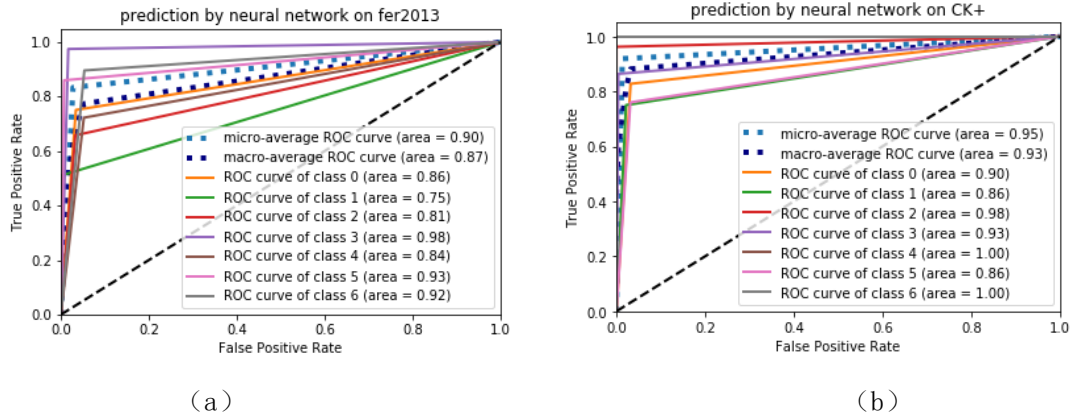 prediction by neural network on fer2013
1.0
0.8
0.6
0.4
0.2
0.0
True Positive Rate
micro-average ROC curve (area = 0.90)
macro-average ROC curve (area = 0.87)
ROC curve of class 0 (area = 0.86)
ROC curve of class 1 (area = 0.75)
ROC curve of class 2 (area = 0.81)
ROC curve of class 3 (area = 0.98)
ROC curve of class 4 (area = 0.84)
ROC curve of class 5 (area = 0.93)
ROC curve of class 6 (area = 0.92)
0.0 0.2 0.4 0.6 0.8 1.0
False Positive Rate
(a)
prediction by neural network on CK+
1.0
0.8
0.6
0.4
0.2
0.0
True Positive Rate
micro-average ROC curve (area = 0.95)
macro-average ROC curve (area = 0.93)
ROC curve of class 0 (area = 0.90)
ROC curve of class 1 (area = 0.86)
ROC curve of class 2 (area = 0.98)
ROC curve of class 3 (area = 0.93)
ROC curve of class 4 (area = 1.00)
ROC curve of class 5 (area = 0.86)
ROC curve of class 6 (area = 1.00)
0.0 0.2 0.4 0.6 0.8 1.0
False Positive Rate
(b)